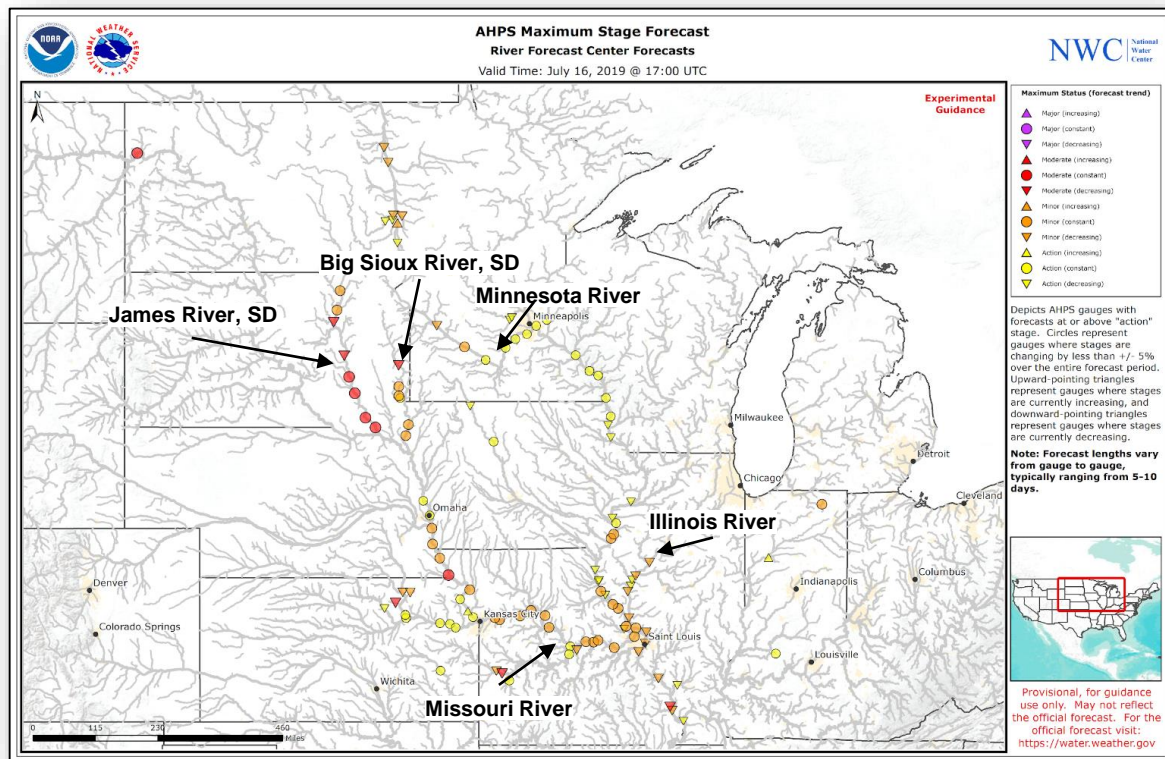 AHPS Maximum Stage Forecast
River Forecast Center Forecasts
Valid Time: July 16, 2019 @ 17:00 UTC
NOAA
NWC National Water Center
N
Experimental
Guidance
Big Sioux River, SD
Minnesota River
James River, SD
Minneapolis
Milwaukee
Detroit
Chicago
Cleveland
Omaha
Illinois River
Denver
Indianapolis
Columbus
Kansas City
Colorado Springs
Saint Louis
Louisville
Wichita
Missouri River
0 115 230 460
Miles
Maximum Status (forecast trend)
Major (increasing)
Major (constant)
Major (decreasing)
Moderate (increasing)
Moderate (constant)
Moderate (decreasing)
Minor (increasing)
Minor (constant)
Minor (decreasing)
Action (increasing)
Action (constant)
Action (decreasing)
Depicts AHPS gauges with
forecasts at or above "action"
stage. Circles represent
gauges where stages are
changing by less than +/- 5%
over the entire forecast period.
Upward-pointing triangles
represent gauges where stages
are currently increasing, and
downward-pointing triangles
represent gauges where stages
are currently decreasing.
Note: Forecast lengths vary
from gauge to gauge,
typically ranging from 5-10
days.
Provisional, for guidance
use only. May not reflect
the official forecast. For the
official forecast visit:
https://water.weather.gov